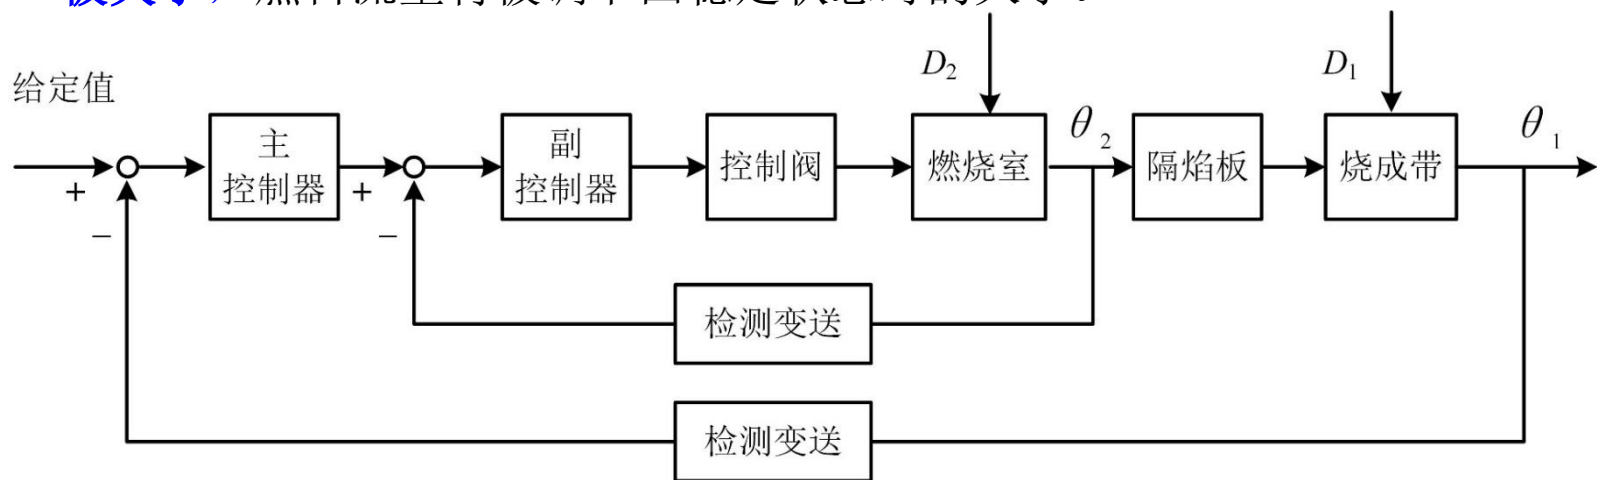 给定值
D₂
D₁
θ₂
θ₁
+
−
主
控制器
+
−
副
控制器
控制阀
燃烧室
隔焰板
烧成带
检测变送
检测变送